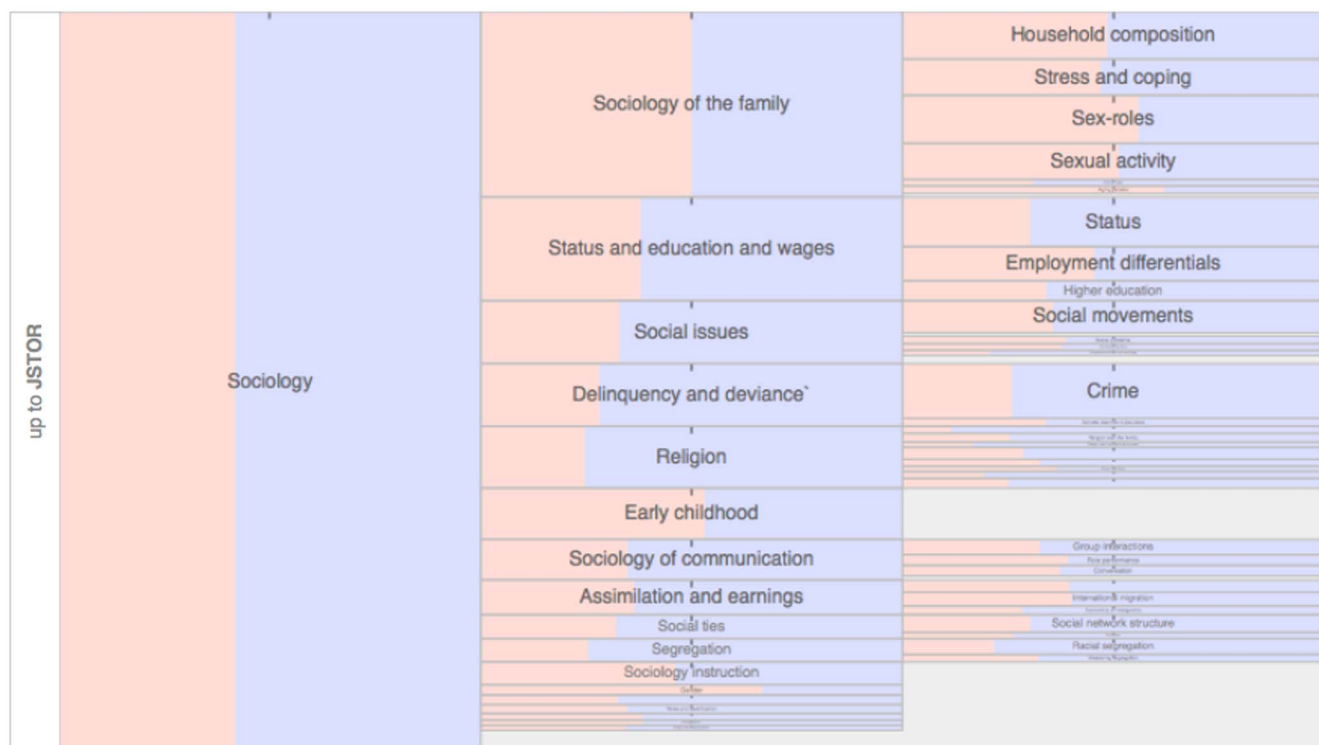 up to JSTOR
Sociology
Sociology of the family
Status and education and wages
Social issues
Delinquency and deviance`
Religion
Early childhood
Sociology of communication
Assimilation and earnings
Social ties
Segregation
Sociology instruction
Gender
Household composition
Stress and coping
Sex-roles
Sexual activity
Status
Employment differentials
Higher education
Social movements
Crime
Group interactions
Conversation
International migration
Social network structure
Racial segregation